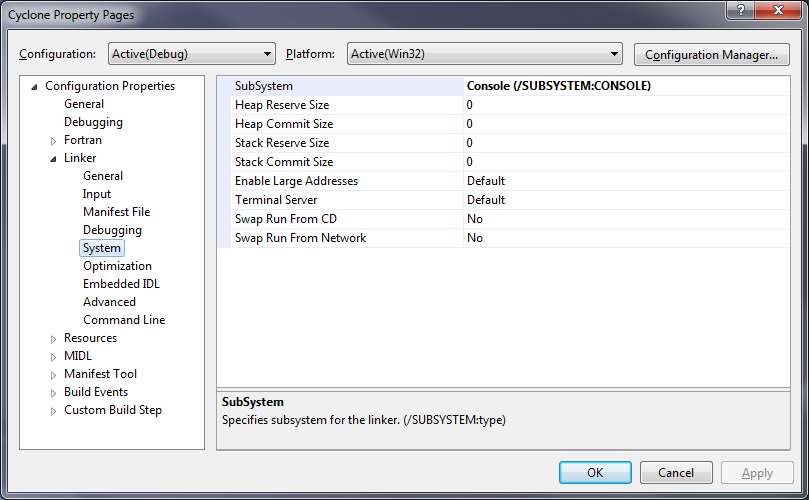 Cyclone Property Pages
Configuration: Active(Debug) Platform: Active(Win32) Configuration Manager...
Configuration Properties
General
Debugging
Fortran
Linker
General
Input
Manifest File
Debugging
System
Optimization
Embedded IDL
Advanced
Command Line
Resources
MIDL
Manifest Tool
Build Events
Custom Build Step
SubSystem Console (/SUBSYSTEM:CONSOLE)
Heap Reserve Size 0
Heap Commit Size 0
Stack Reserve Size 0
Stack Commit Size 0
Enable Large Addresses Default
Terminal Server Default
Swap Run From CD No
Swap Run From Network No
SubSystem
Specifies subsystem for the linker. (/SUBSYSTEM:type)
OK Cancel Apply